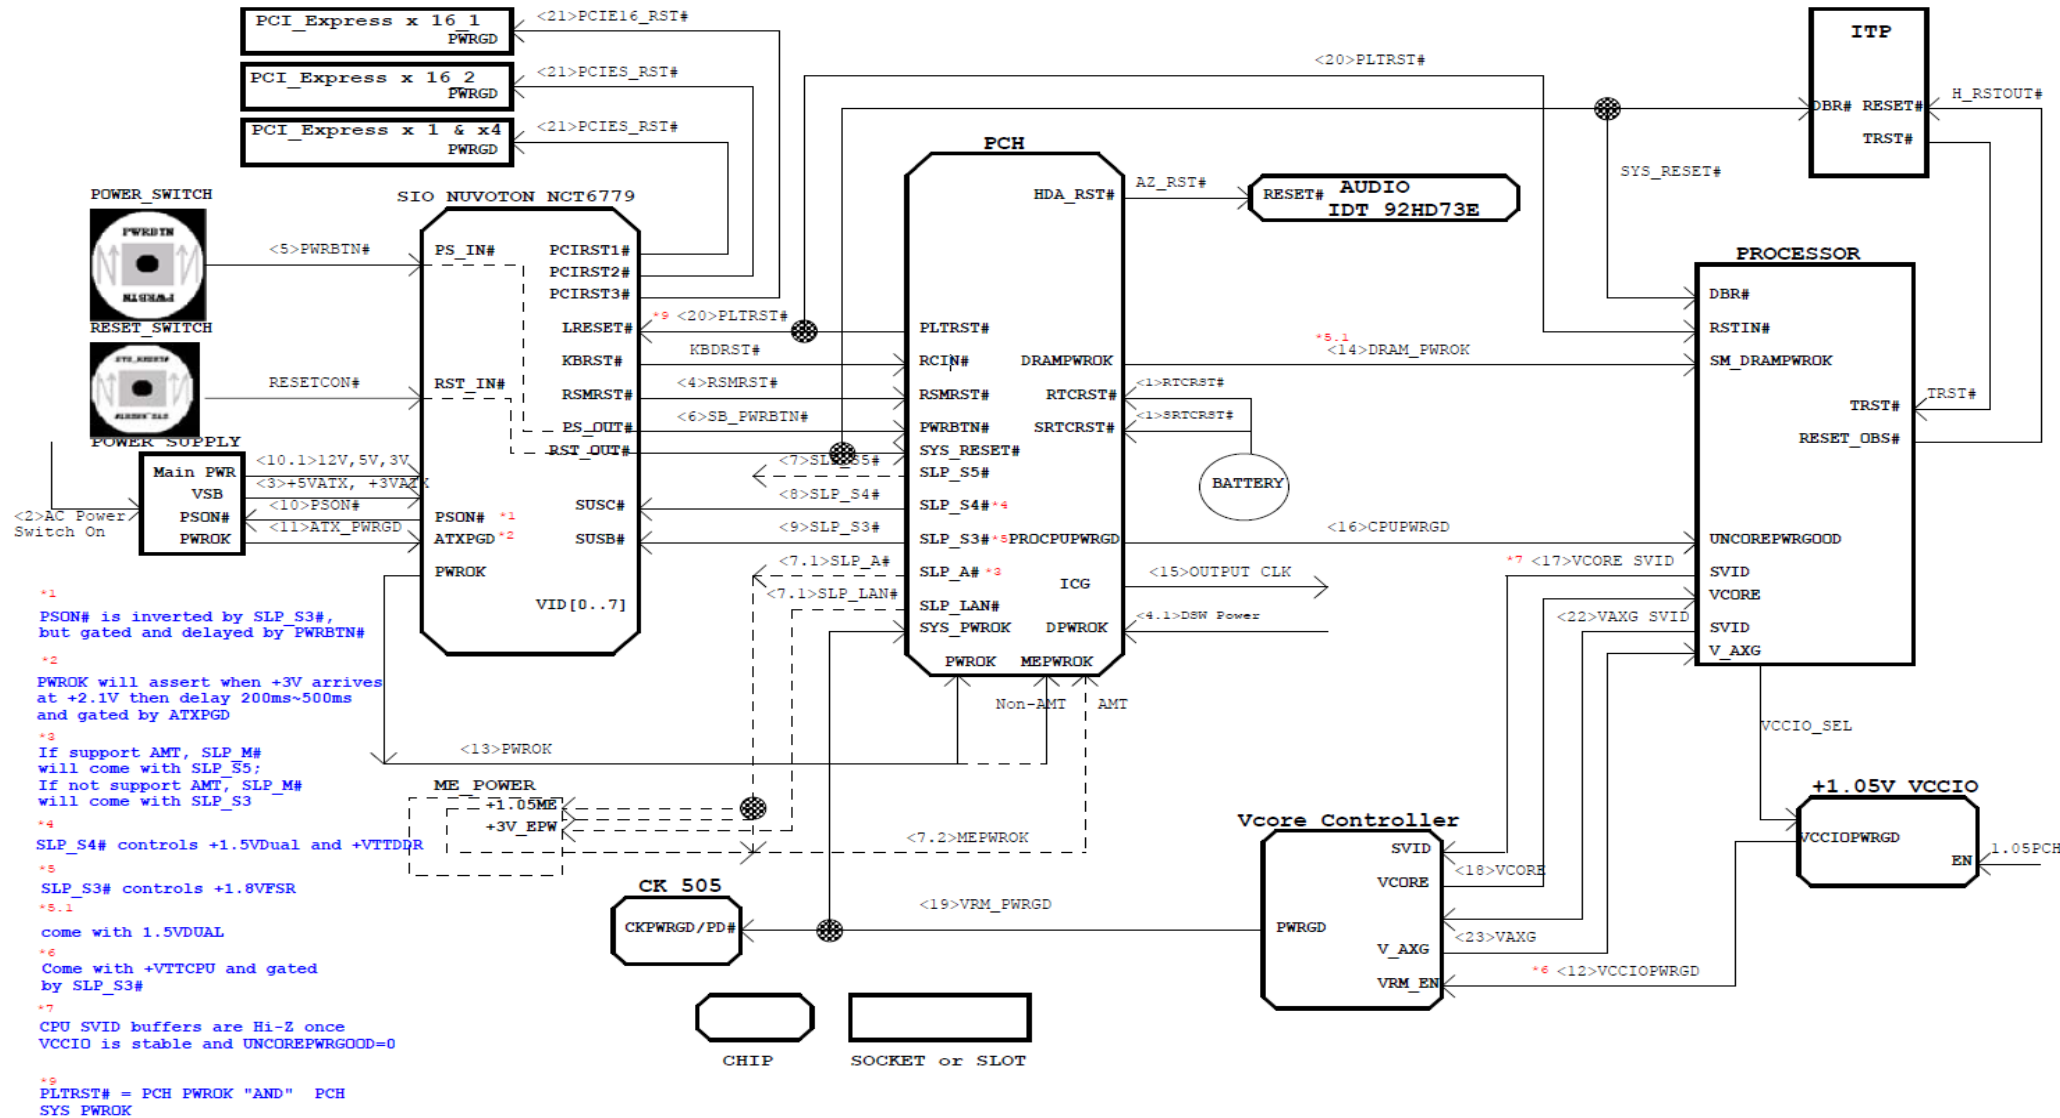 PCI_Express x 16_1
PWRGD
<21>PCIE16_RST#
PCI_Express x 16_2
PWRGD
<21>PCIES_RST#
PCI_Express x 1 & x4
PWRGD
<21>PCIES_RST#
<20>PLTRST#
ITP
DBR# RESET#
TRST#
H_RSTOUT#
SYS_RESET#
POWER_SWITCH
PWRBTN
PWRBTN
<5>PWRBTN#
RESET_SWITCH
SYS_RESET#
SYS_RESET#
RESETCON#
SIO NUVOTON NCT6779
PS_IN#
RST_IN#
PSON# *1
ATXPGD *2
PWROK
PCIRST1#
PCIRST2#
PCIRST3#
LRESET#
KBRST#
RSMRST#
PS_OUT#
RST_OUT#
SUSC#
SUSB#
VID[0..7]
*9 <20>PLTRST#
KBDRST#
<4>RSMRST#
<6>SB_PWRBTN#
<7>SLP_S5#
<8>SLP_S4#
<9>SLP_S3#
<7.1>SLP_A#
<7.1>SLP_LAN#
POWER SUPPLY
Main PWR
VSB
PSON#
PWROK
<10.1>12V,5V,3V
<3>+5VATX, +3VATX
<10>PSON#
<11>ATX_PWRGD
<2>AC Power
Switch On
PCH
PLTRST#
RCIN#
RSMRST#
PWRBTN#
SYS_RESET#
SLP_S5#
SLP_S4#*4
SLP_S3#*5
SLP_A# *3
SLP_LAN#
SYS_PWROK
HDA_RST#
DRAMPWROK
RTCRST#
SRTCRST#
PROCPUPWRGD
ICG
DPWROK
PWROK
MEPWROK
AZ_RST#
RESET#
AUDIO
IDT 92HD73E
*5.1
<14>DRAM_PWROK
<1>RTCRST#
<1>SRTCRST#
BATTERY
<16>CPUPWRGD
<15>OUTPUT CLK
<4.1>DSW Power
Non-AMT
AMT
PROCESSOR
DBR#
RSTIN#
SM_DRAMPWROK
TRST#
RESET_OBS#
UNCOREPWRGOOD
SVID
VCORE
SVID
V_AXG
TRST#
*7 <17>VCORE SVID
<22>VAXG SVID
VCCIO_SEL
+1.05V VCCIO
VCCIOPWRGD
EN
1.05PCH
<13>PWROK
ME_POWER
+1.05ME
+3V_EPW
<7.2>MEPWROK
Vcore Controller
SVID
VCORE
PWRGD
V_AXG
VRM_EN
<18>VCORE
<23>VAXG
*6 <12>VCCIOPWRGD
<19>VRM_PWRGD
CK 505
CKPWRGD/PD#
CHIP
SOCKET or SLOT
*1
PSON# is inverted by SLP_S3#,
but gated and delayed by PWRBTN#
*2
PWROK will assert when +3V arrives
at +2.1V then delay 200ms~500ms
and gated by ATXPGD
*3
If support AMT, SLP_M#
will come with SLP_S5;
If not support AMT, SLP_M#
will come with SLP_S3
*4
SLP_S4# controls +1.5VDual and +VTTDDR
*5
SLP_S3# controls +1.8VFSR
*5.1
come with 1.5VDUAL
*6
Come with +VTTCPU and gated
by SLP_S3#
*7
CPU SVID buffers are Hi-Z once
VCCIO is stable and UNCOREPWRGOOD=0
*9
PLTRST# = PCH PWROK "AND" PCH
SYS_PWROK